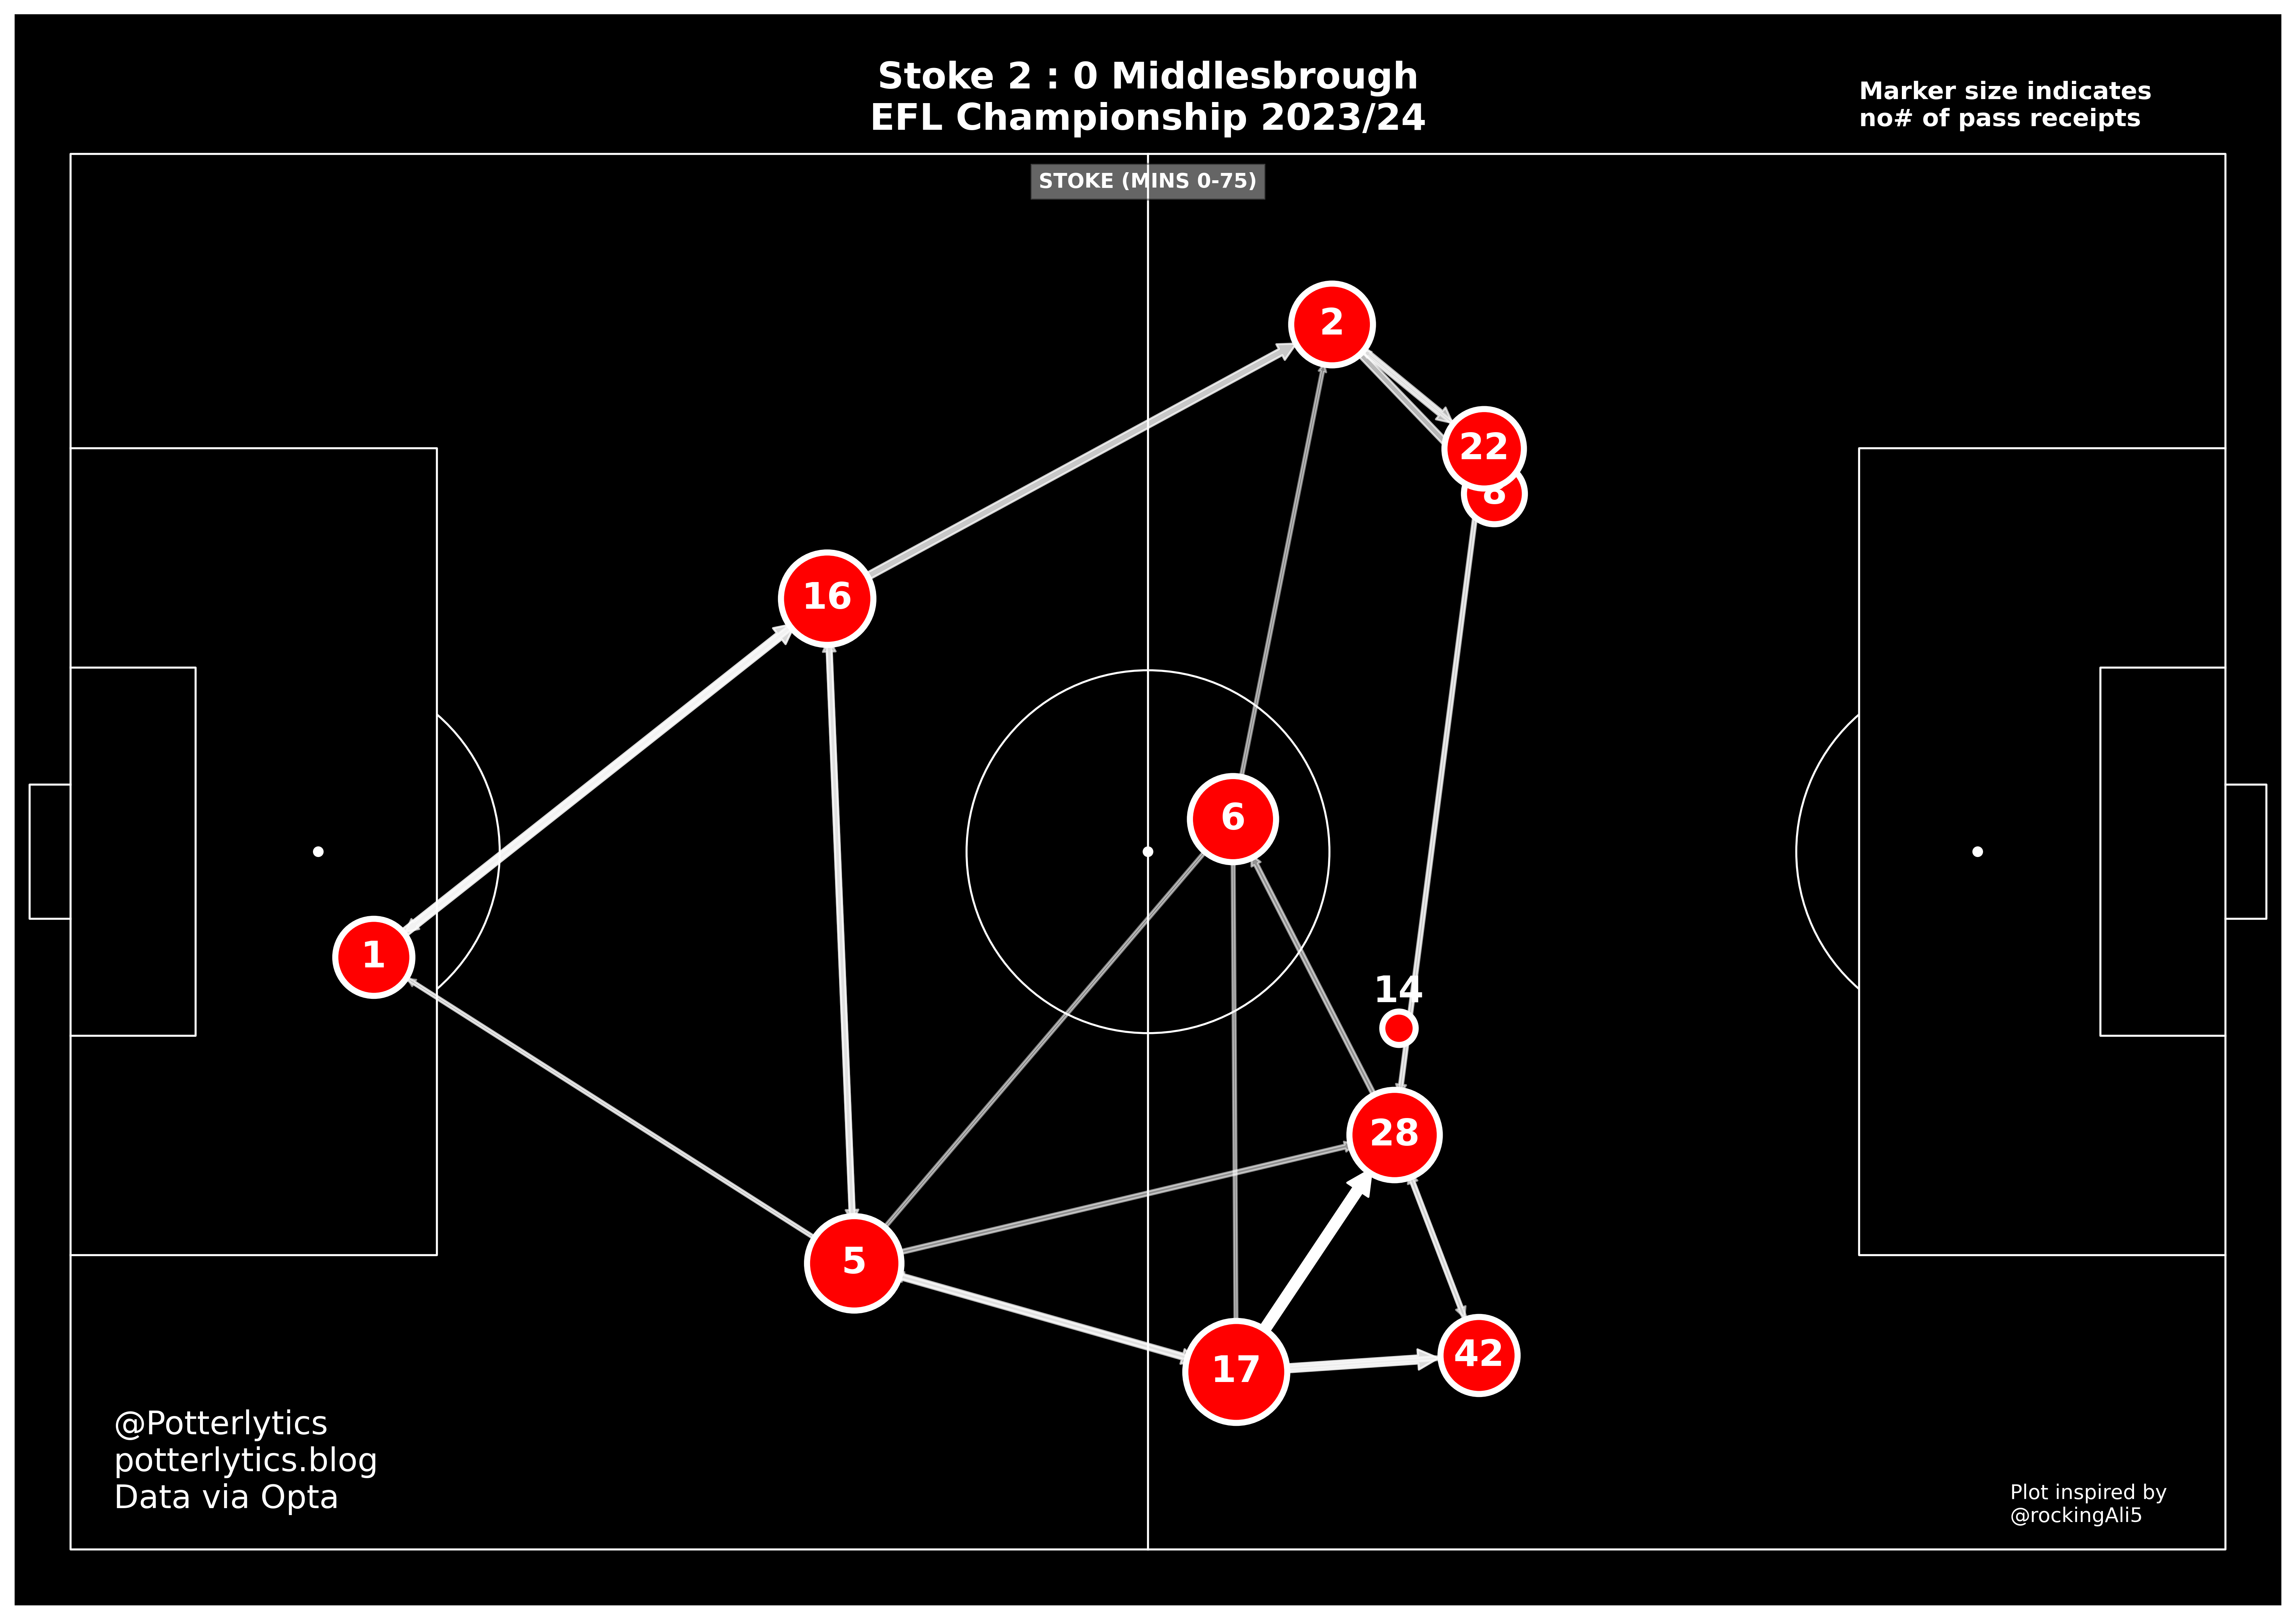 Stoke 2 : 0 Middlesbrough
EFL Championship 2023/24
Marker size indicates
no# of pass receipts
STOKE (MINS 0-75)
2
22
8
16
6
1
14
28
5
42
17
@Potterlytics
potterlytics.blog
Data via Opta
Plot inspired by
@rockingAli5